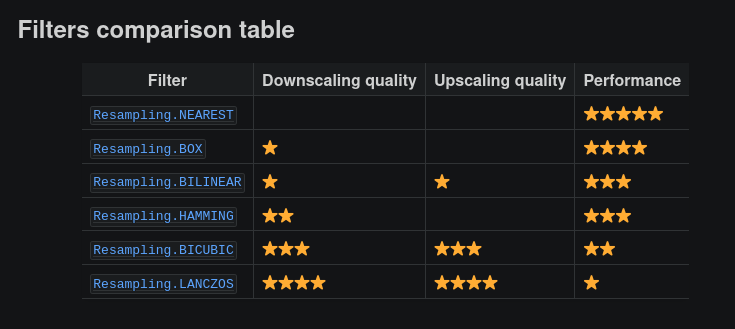 Filters comparison table
Filter Downscaling quality Upscaling quality Performance
Resampling.NEAREST ★★★★★
Resampling.BOX ★ ★★★★
Resampling.BILINEAR ★ ★ ★★★
Resampling.HAMMING ★★ ★★★
Resampling.BICUBIC ★★★ ★★★ ★★
Resampling.LANCZOS ★★★★ ★★★★ ★